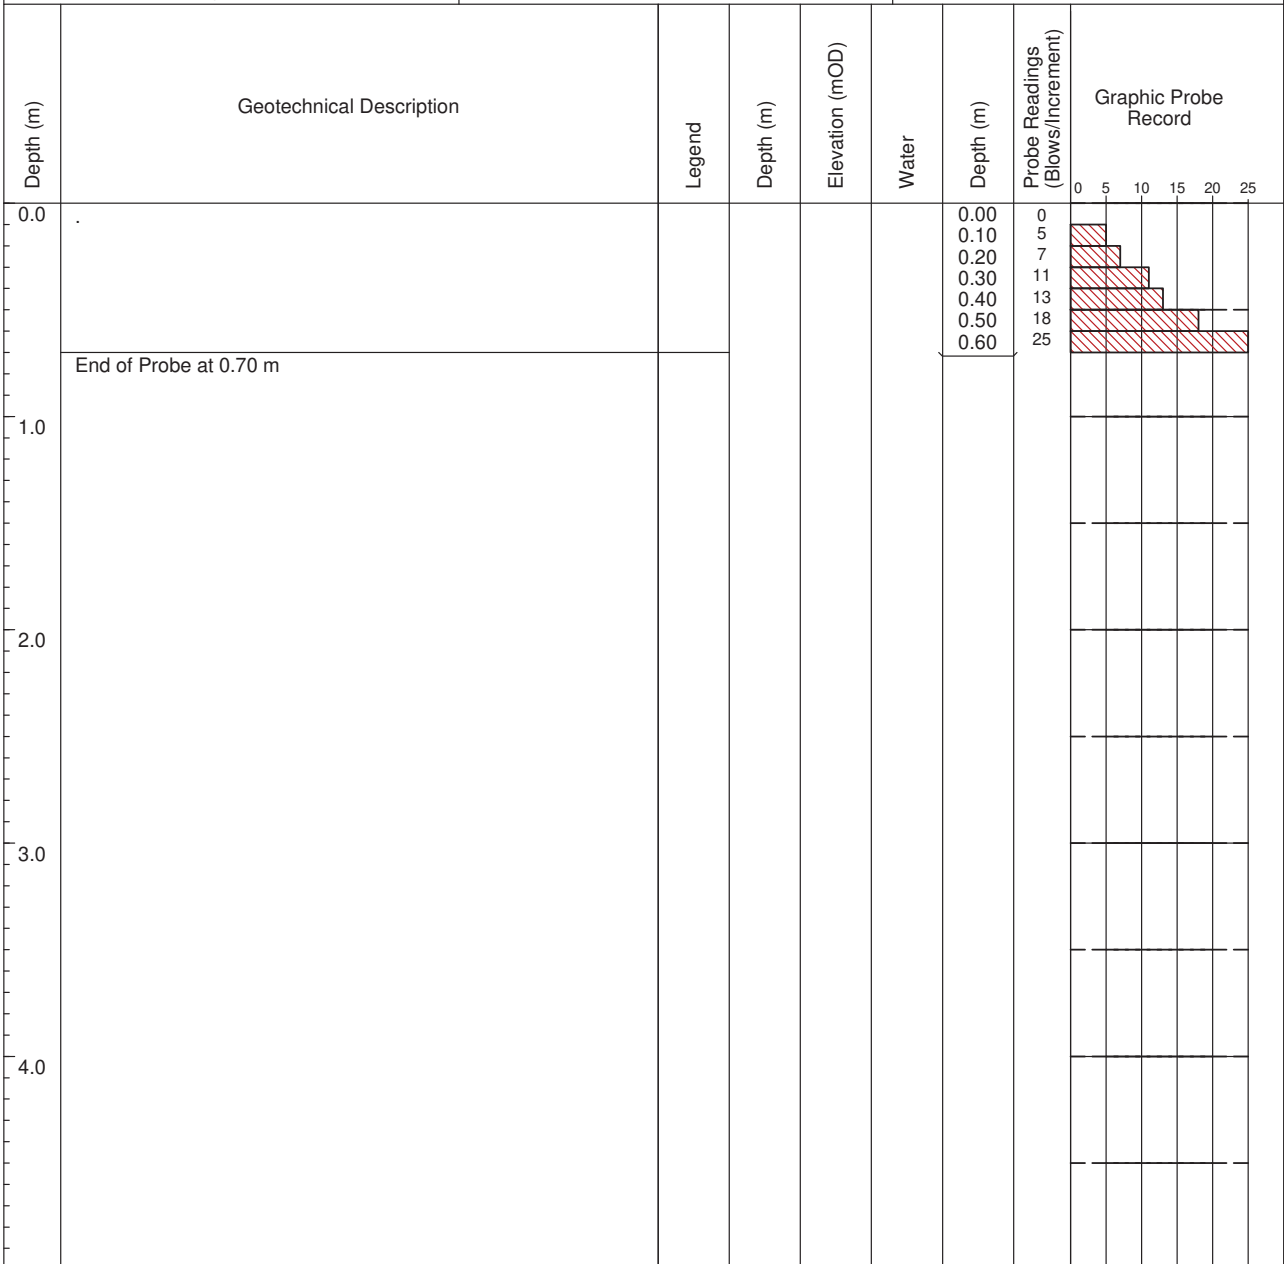 Depth (m)
Geotechnical Description
Legend
Depth (m)
Elevation (mOD)
Water
Depth (m)
Probe Readings
(Blows/Increment)
Graphic Probe
Record
0 5 10 15 20 25
0.0 . 0.00 0
0.10 5
0.20 7
0.30 11
0.40 13
0.50 18
0.60 25
End of Probe at 0.70 m
1.0
2.0
3.0
4.0